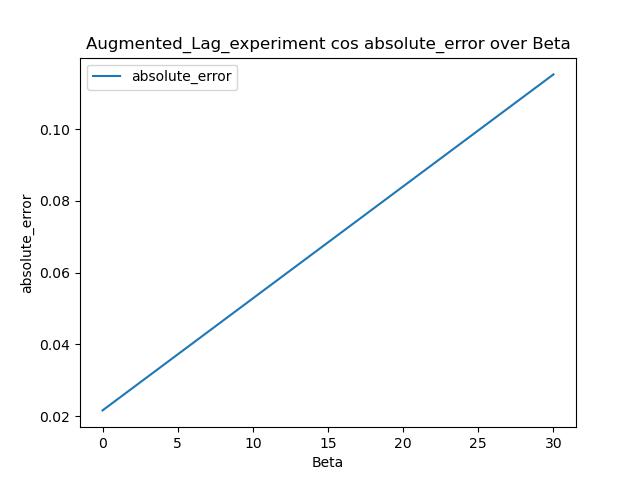 Augmented_Lag_experiment cos absolute_error over Beta
absolute_error
0.10
0.08
0.06
0.04
0.02
absolute_error
0 5 10 15 20 25 30
Beta